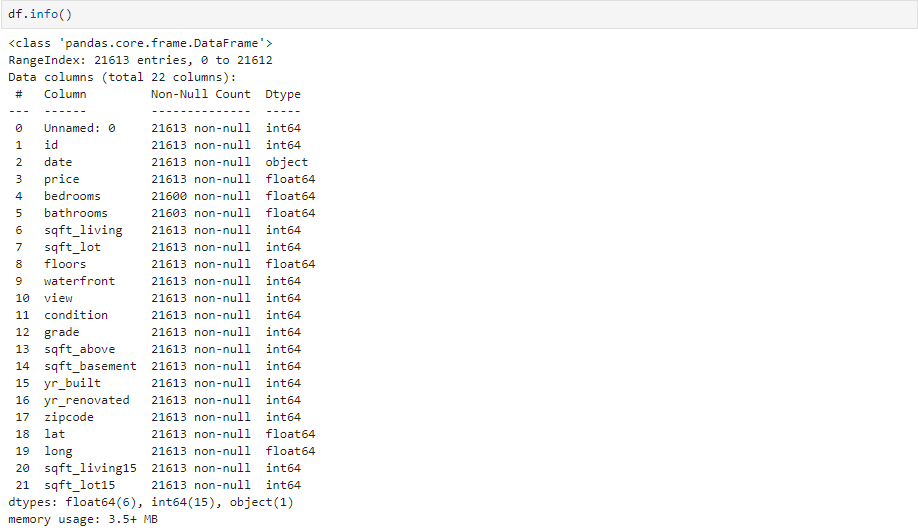 df.info()
<class 'pandas.core.frame.DataFrame'>
RangeIndex: 21613 entries, 0 to 21612
Data columns (total 22 columns):
 #   Column         Non-Null Count  Dtype
---  ------         --------------  -----
 0   Unnamed: 0     21613 non-null  int64
 1   id             21613 non-null  int64
 2   date           21613 non-null  object
 3   price          21613 non-null  float64
 4   bedrooms       21600 non-null  float64
 5   bathrooms      21603 non-null  float64
 6   sqft_living    21613 non-null  int64
 7   sqft_lot       21613 non-null  int64
 8   floors         21613 non-null  float64
 9   waterfront     21613 non-null  int64
 10  view           21613 non-null  int64
 11  condition      21613 non-null  int64
 12  grade          21613 non-null  int64
 13  sqft_above     21613 non-null  int64
 14  sqft_basement  21613 non-null  int64
 15  yr_built       21613 non-null  int64
 16  yr_renovated   21613 non-null  int64
 17  zipcode        21613 non-null  int64
 18  lat            21613 non-null  float64
 19  long           21613 non-null  float64
 20  sqft_living15  21613 non-null  int64
 21  sqft_lot15     21613 non-null  int64
dtypes: float64(6), int64(15), object(1)
memory usage: 3.5+ MB